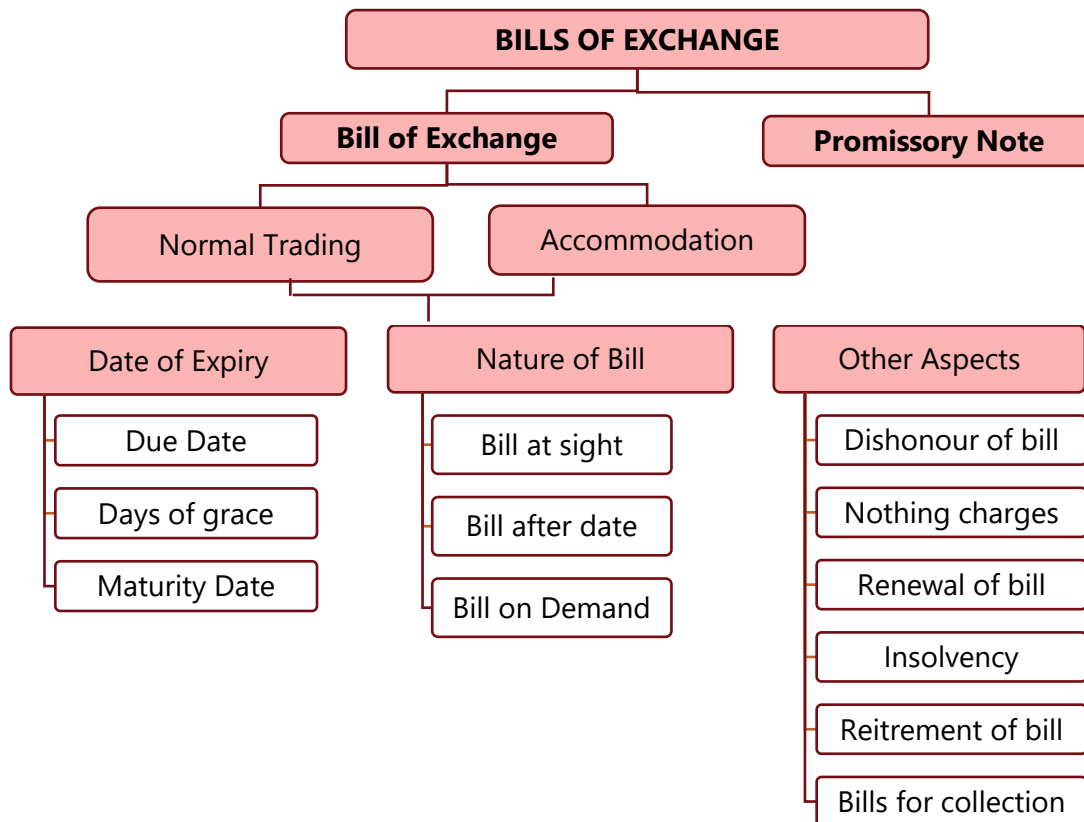 BILLS OF EXCHANGE
Bill of Exchange
Promissory Note
Normal Trading
Accommodation
Date of Expiry
Due Date
Days of grace
Maturity Date
Nature of Bill
Bill at sight
Bill after date
Bill on Demand
Other Aspects
Dishonour of bill
Nothing charges
Renewal of bill
Insolvency
Reitrement of bill
Bills for collection